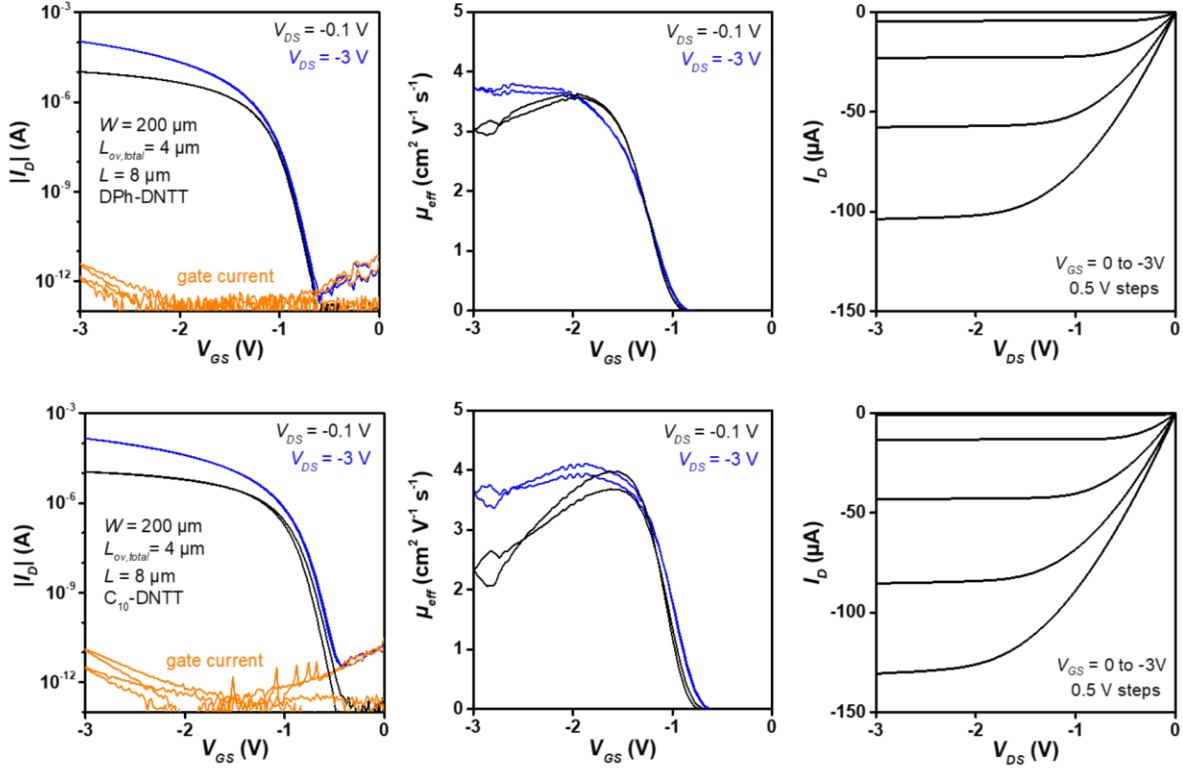 10⁻³
10⁻⁶
10⁻⁹
10⁻¹²
|I_D| (A)
V_DS = -0.1 V
V_DS = -3 V
W = 200 µm
L_ov,total = 4 µm
L = 8 µm
DPh-DNTT
gate current
-3 -2 -1 0
V_GS (V)
5
4
3
2
1
0
µ_eff (cm² V⁻¹ s⁻¹)
V_DS = -0.1 V
V_DS = -3 V
-3 -2 -1 0
V_GS (V)
0
-50
-100
-150
I_D (µA)
V_GS = 0 to -3V
0.5 V steps
-3 -2 -1 0
V_DS (V)
10⁻³
10⁻⁶
10⁻⁹
10⁻¹²
|I_D| (A)
V_DS = -0.1 V
V_DS = -3 V
W = 200 µm
L_ov,total = 4 µm
L = 8 µm
C₁₀-DNTT
gate current
-3 -2 -1 0
V_GS (V)
5
4
3
2
1
0
µ_eff (cm² V⁻¹ s⁻¹)
V_DS = -0.1 V
V_DS = -3 V
-3 -2 -1 0
V_GS (V)
0
-50
-100
-150
I_D (µA)
V_GS = 0 to -3V
0.5 V steps
-3 -2 -1 0
V_DS (V)